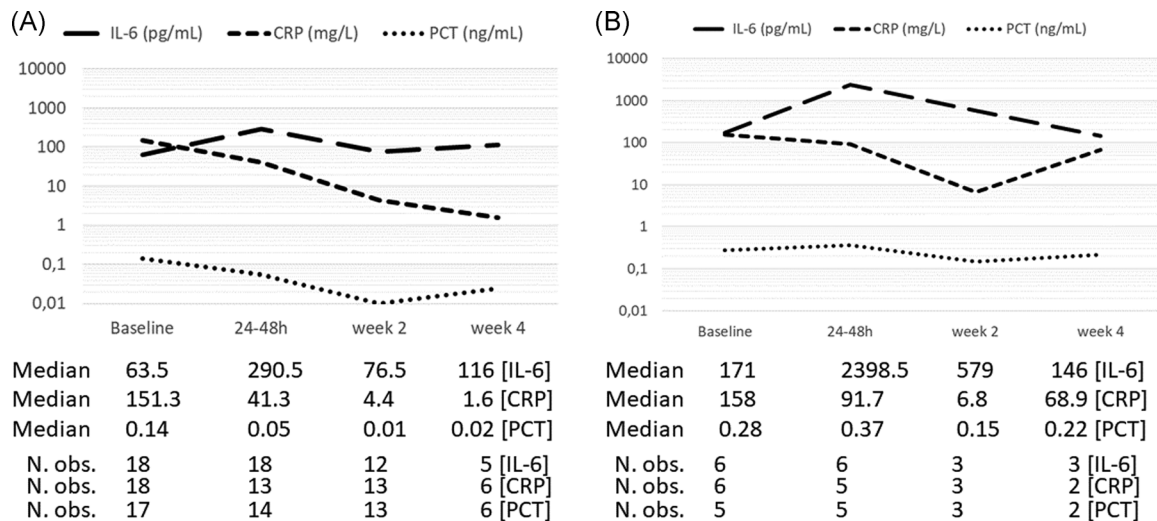 (A)
IL-6 (pg/mL) CRP (mg/L) PCT (ng/mL)
10000
1000
100
10
1
0,1
0,01
Baseline 24-48h week 2 week 4
Median 63.5 290.5 76.5 116 [IL-6]
Median 151.3 41.3 4.4 1.6 [CRP]
Median 0.14 0.05 0.01 0.02 [PCT]
N. obs. 18 18 12 5 [IL-6]
N. obs. 18 13 13 6 [CRP]
N. obs. 17 14 13 6 [PCT]
(B)
IL-6 (pg/mL) CRP (mg/L) PCT (ng/mL)
10000
1000
100
10
1
0,1
0,01
Baseline 24-48h week 2 week 4
Median 171 2398.5 579 146 [IL-6]
Median 158 91.7 6.8 68.9 [CRP]
Median 0.28 0.37 0.15 0.22 [PCT]
N. obs. 6 6 3 3 [IL-6]
N. obs. 6 5 3 2 [CRP]
N. obs. 5 5 3 2 [PCT]